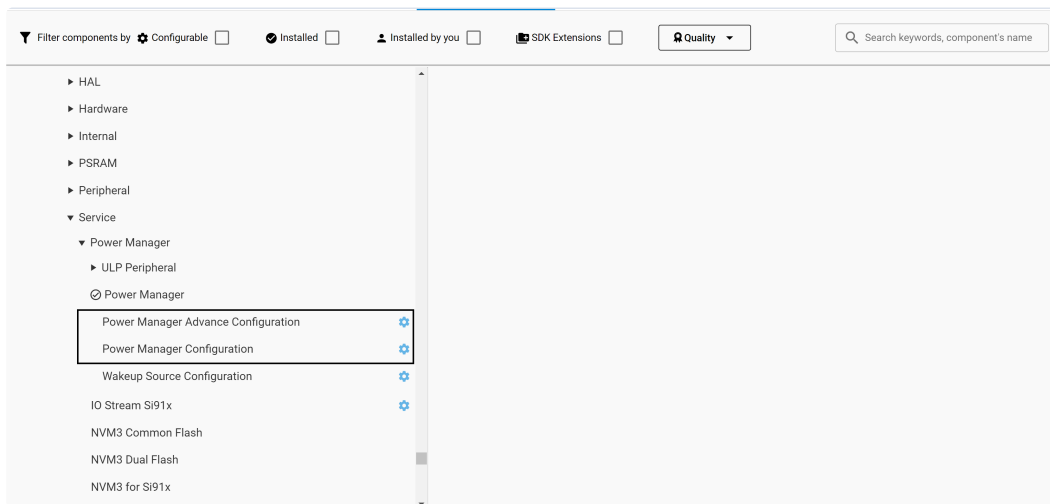 Filter components by Configurable Installed Installed by you SDK Extensions Quality Search keywords, component's name
HAL
Hardware
Internal
PSRAM
Peripheral
Service
Power Manager
ULP Peripheral
Power Manager
Power Manager Advance Configuration
Power Manager Configuration
Wakeup Source Configuration
IO Stream Si91x
NVM3 Common Flash
NVM3 Dual Flash
NVM3 for Si91x